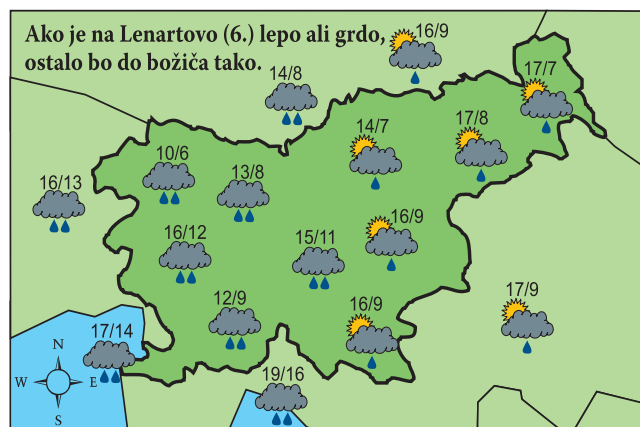 Ako je na Lenartovo (6.) lepo ali grdo,
ostalo bo do božiča tako.
16/9
14/8
17/7
14/7
17/8
10/6
13/8
16/13
16/12
15/11
16/9
12/9
16/9
17/9
17/14
19/16
N
W
E
S